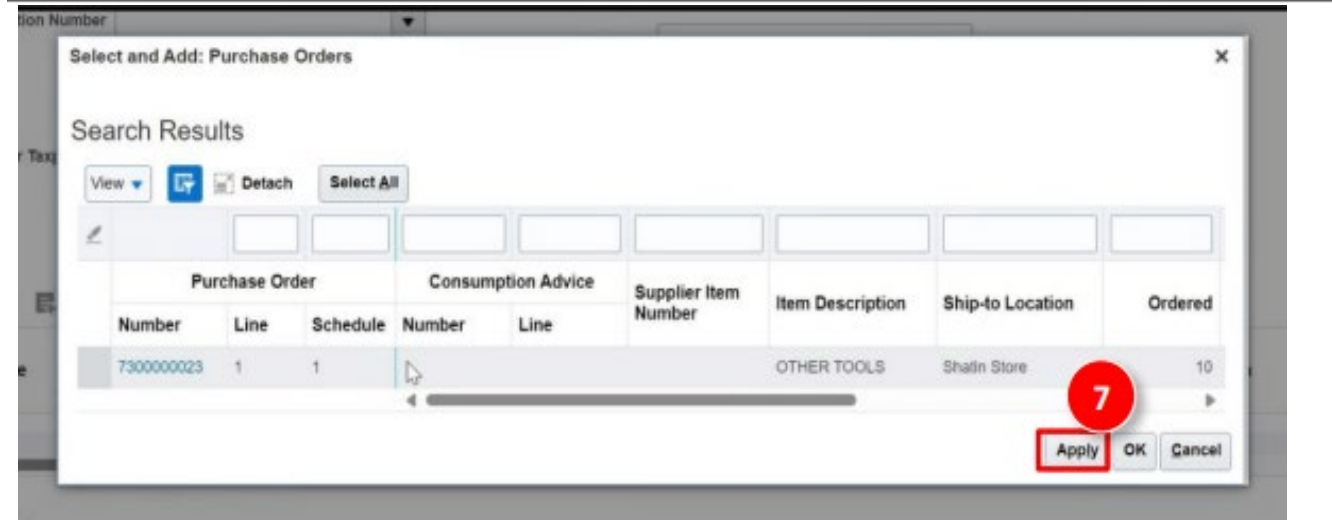 tion Number
Select and Add: Purchase Orders
Search Results
r Taxp
View Detach Select All
Purchase Order Consumption Advice Supplier Item Number Item Description Ship-to Location Ordered
Number Line Schedule Number Line
7300000023 1 1 OTHER TOOLS Shatin Store 10
7
Apply OK Cancel